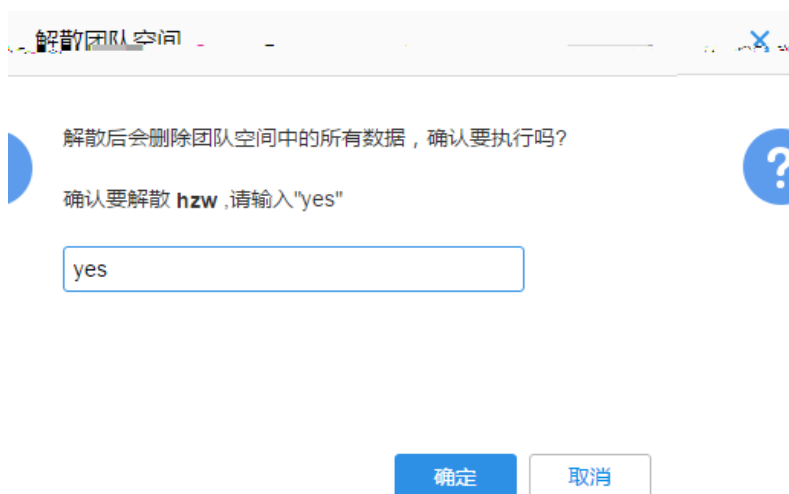 解散团队空间
解散后会删除团队空间中的所有数据，确认要执行吗?
?
确认要解散 hzw ,请输入"yes"
yes
确定 取消